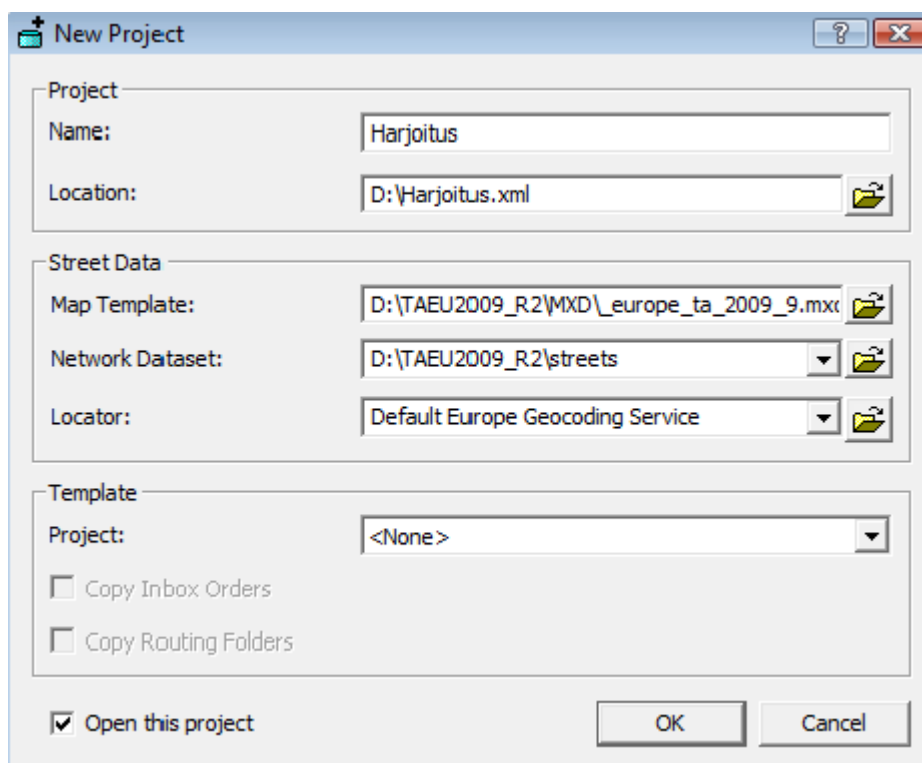 New Project
Project
Name:
Harjoitus
Location:
D:\Harjoitus.xml
Street Data
Map Template:
D:\TAEU2009_R2\MXD\_europe_ta_2009_9.mxd
Network Dataset:
D:\TAEU2009_R2\streets
Locator:
Default Europe Geocoding Service
Template
Project:
<None>
Copy Inbox Orders
Copy Routing Folders
Open this project
OK
Cancel